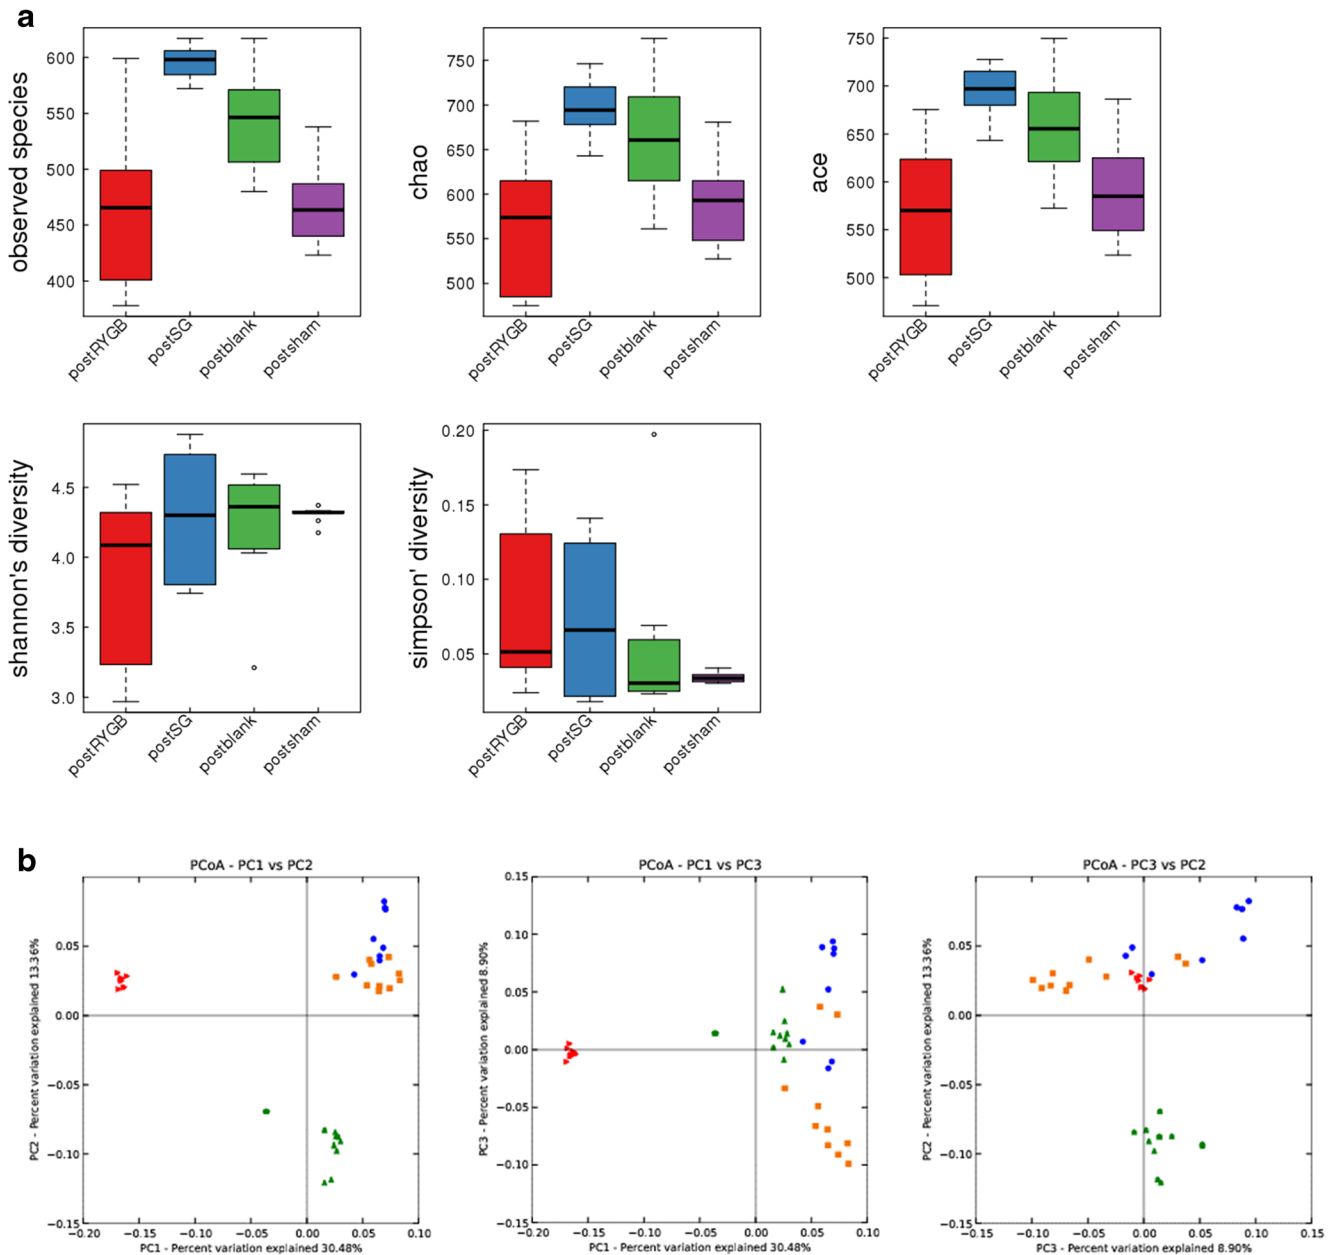 a
observed species
600
550
500
450
400
postRYGB
postSG
postblank
postsham
chao
750
700
650
600
550
500
postRYGB
postSG
postblank
postsham
ace
750
700
650
600
550
500
postRYGB
postSG
postblank
postsham
shannon's diversity
4.5
4.0
3.5
3.0
postRYGB
postSG
postblank
postsham
simpson' diversity
0.20
0.15
0.10
0.05
postRYGB
postSG
postblank
postsham
b
PCoA - PC1 vs PC2
PC2 - Percent variation explained 13.36%
0.05
0.00
−0.05
−0.10
−0.15
−0.20 −0.15 −0.10 −0.05 0.00 0.05 0.10
PC1 - Percent variation explained 30.48%
PCoA - PC1 vs PC3
PC3 - Percent variation explained 8.90%
0.15
0.10
0.05
0.00
−0.05
−0.10
−0.15
−0.20 −0.15 −0.10 −0.05 0.00 0.05 0.10
PC1 - Percent variation explained 30.48%
PCoA - PC3 vs PC2
PC2 - Percent variation explained 13.36%
0.05
0.00
−0.05
−0.10
−0.15
−0.15 −0.10 −0.05 0.00 0.05 0.10 0.15
PC3 - Percent variation explained 8.90%